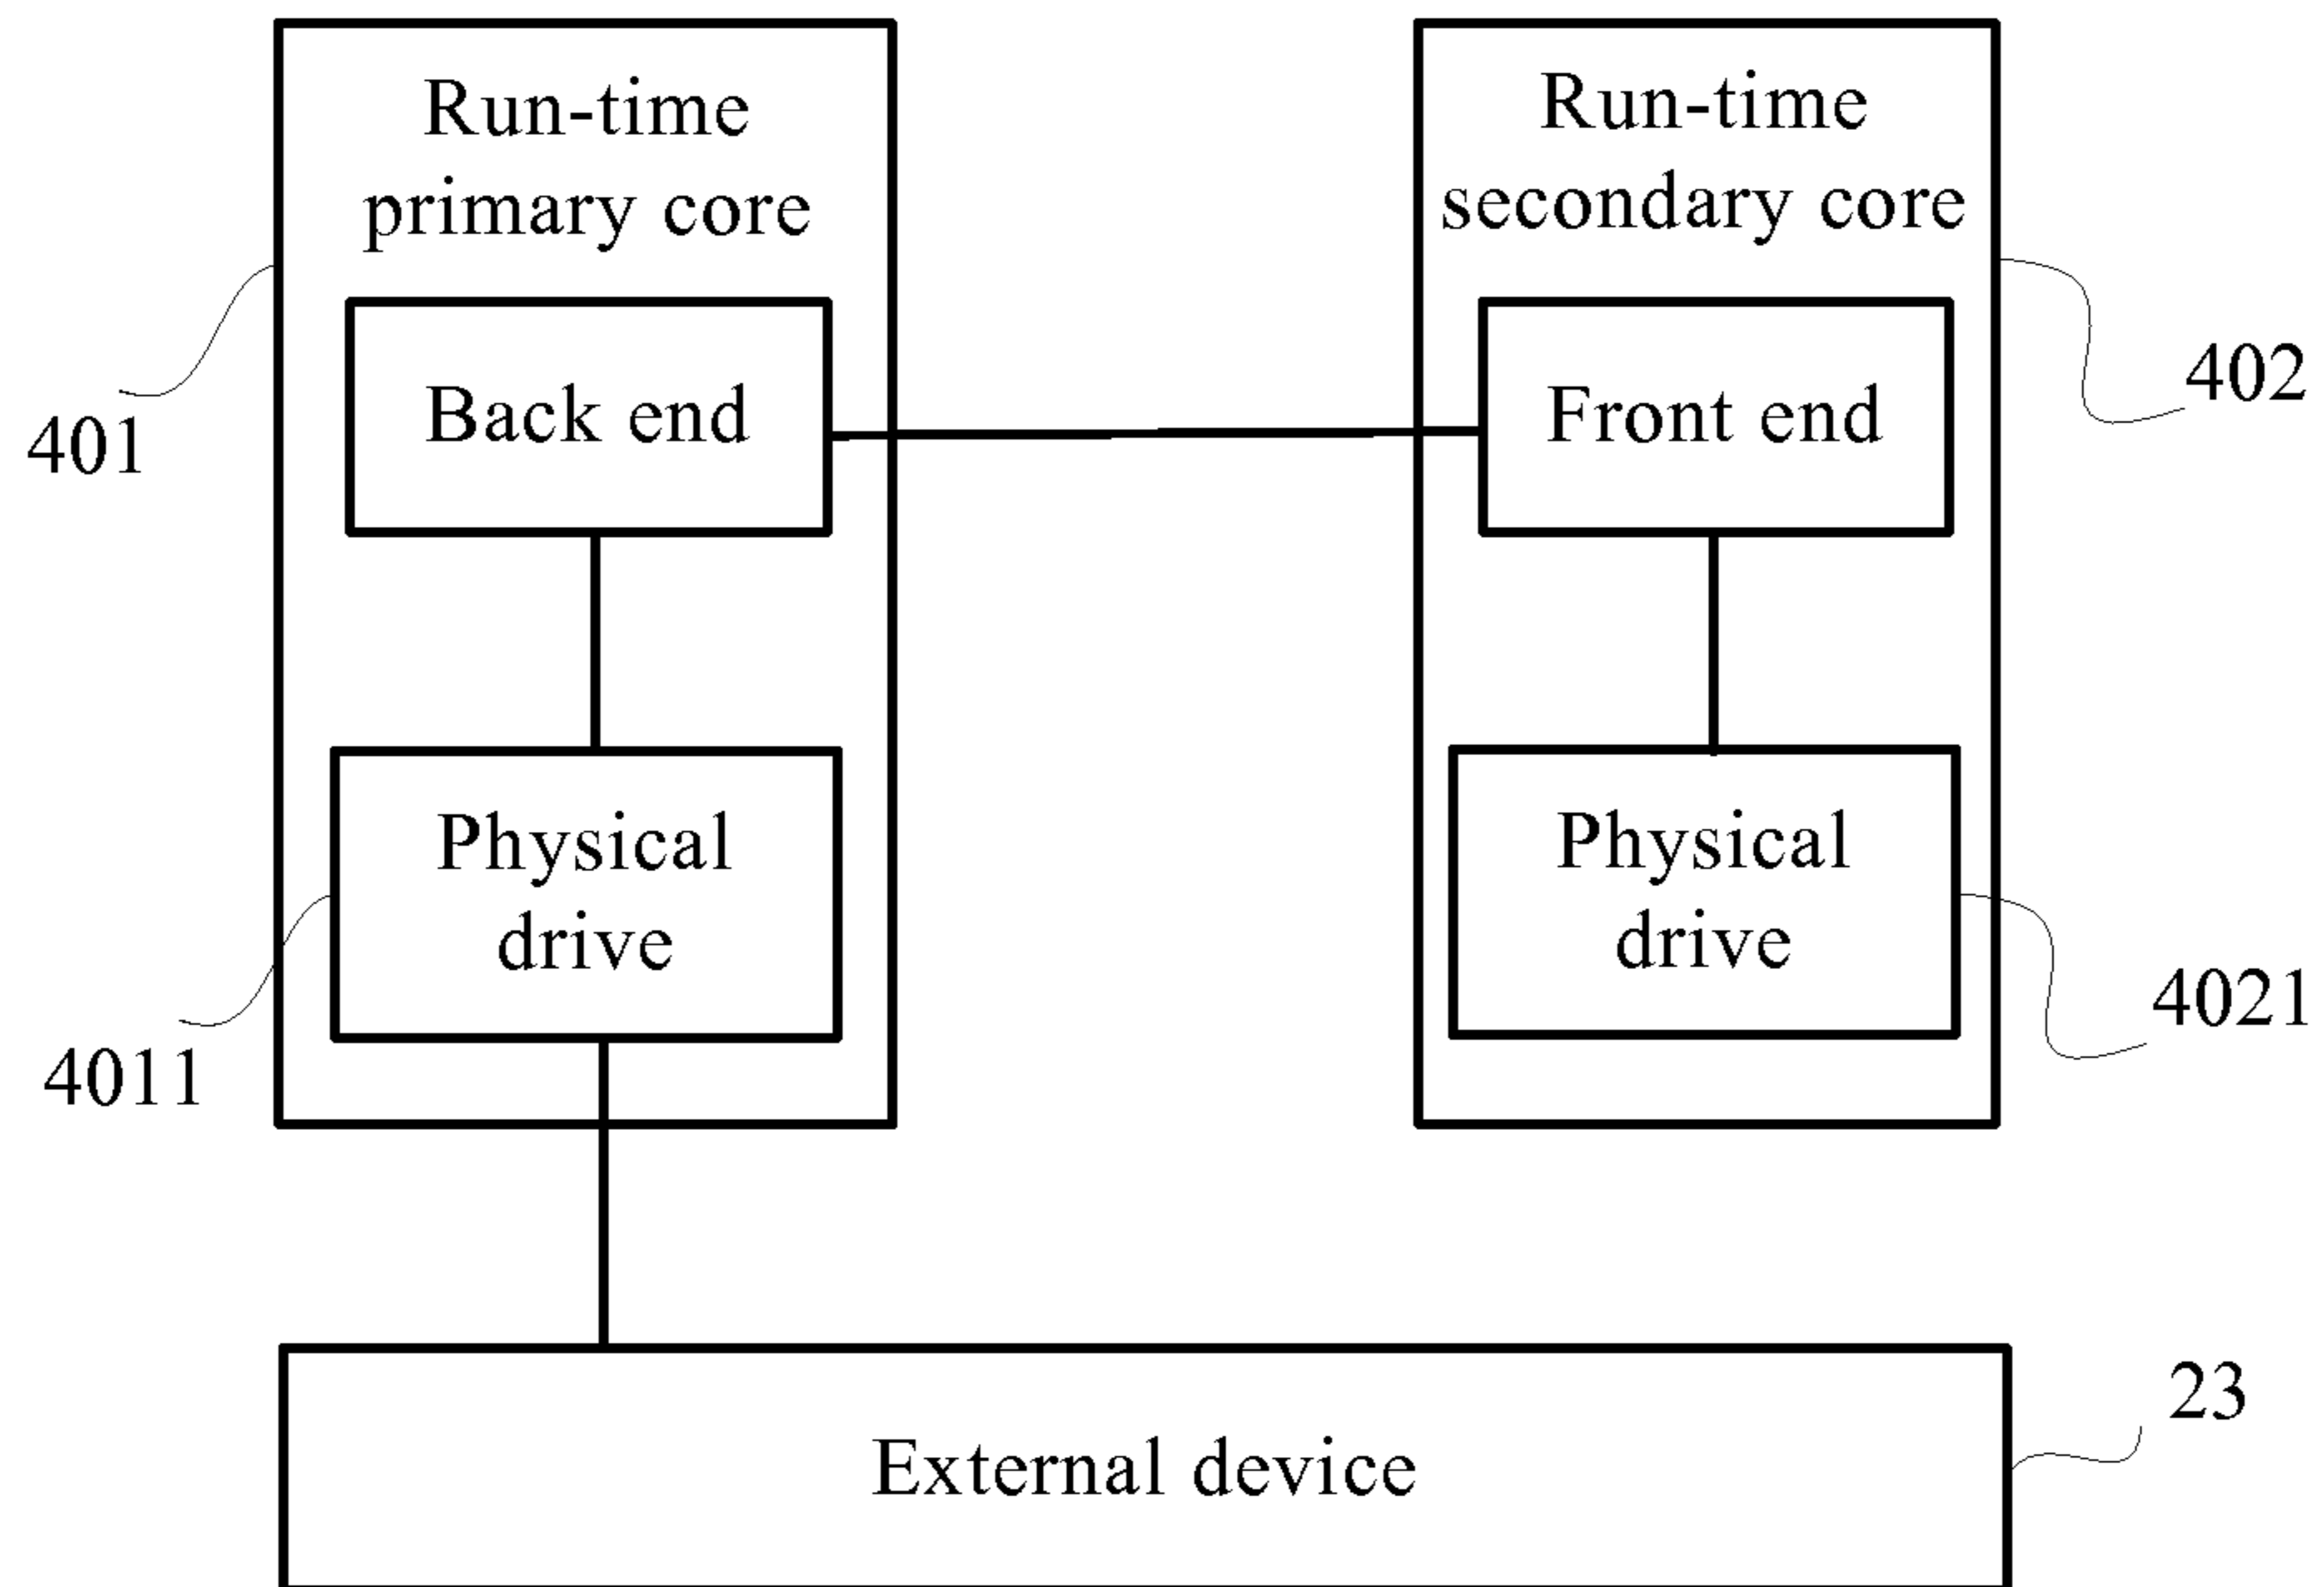 Run-time
primary core
Run-time
secondary core
Back end
Front end
401
402
Physical
drive
Physical
drive
4011
4021
External device
23